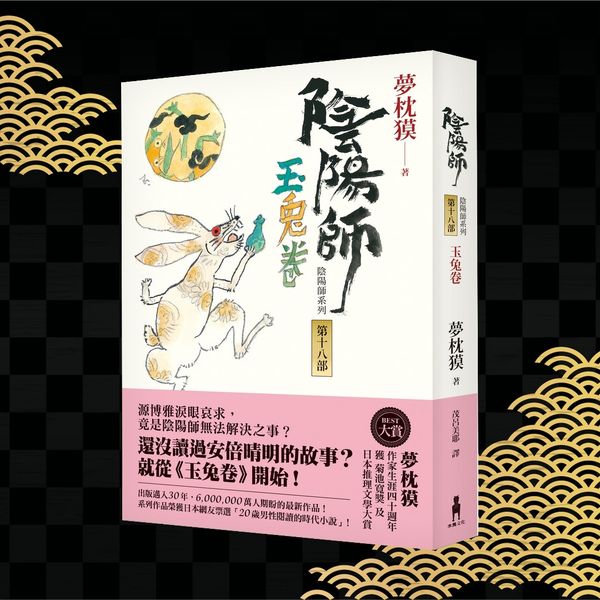 夢枕獏 著
陰陽師
玉兔卷
陰陽師系列
第十八部
源博雅淚眼哀求,
竟是陰陽師無法解決之事?
還沒讀過安倍晴明的故事?
就從《玉兔卷》開始!
出版邁入30年,6,000,000萬人期盼的最新作品!
系列作品榮獲日本網友票選「20歲男性閱讀的時代小說」!
BEST
大賞
夢枕獏
作家生涯四十週年
獲 菊池寬獎 及
日本推理文學大賞
陰陽師
陰陽師系列
第十八部
玉兔卷
夢枕獏 著
茂呂美耶 譯
木馬文化